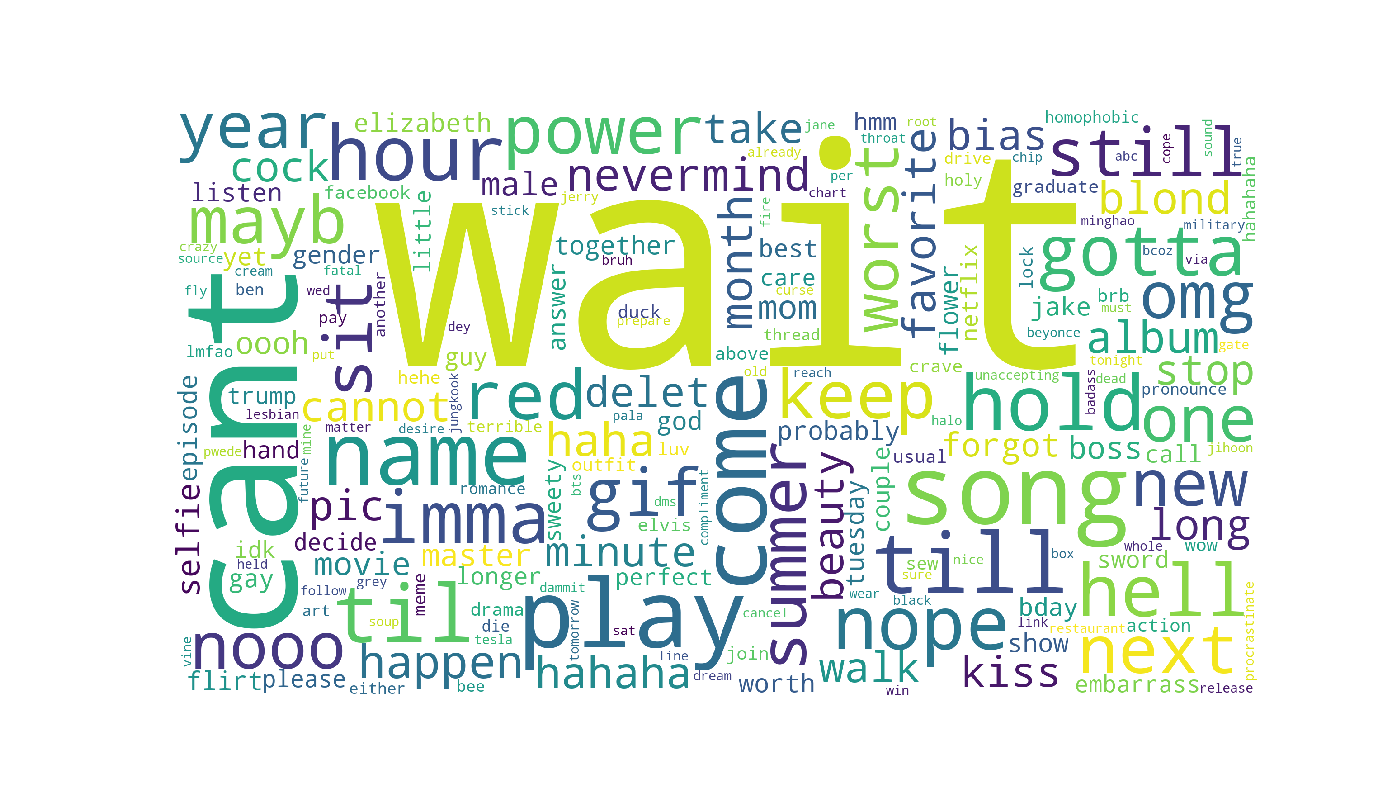 year
hour
elizabeth
power
take
jane
hmm
root
throat
bias
homophobic
still
cope
abc
sound
true
cock
listen
facebook
male
nevermind
already
per
chart
worst
favorite
drive
chip
holy
graduate
blond
hahaha
mayb
little
stick
jerry
wait
month
fire
best
minghao
military
crazy
source
yet
gender
fatal
cream
together
bruh
answer
care
curse
mom
flower
netflix
lock
gotta
bcoz
via
jake
brb
must
omg
fly
ben
wed
pay
another
sit
dey
duck
prepare
thread
beyonce
album
gate
cant
lmfao
oooh
put
guy
above
old
reach
crave
unaccepting
tonight
dead
badass
stop
pronounce
episode
trump
lesbian
hehe
cannot
jungkook
red
delet
come
keep
halo
hold
one
matter
desire
terrible
pala
god
probably
pwede
hand
mine
name
haha
luv
usual
forgot
boss
call
jihoon
selfie
future
pic
romance
outfit
bts
sweety
gif
dms
compliment
summer
beauty
couple
tuesday
song
new
long
idk
held
decide
imma
elvis
till
box
whole
wow
gay
movie
master
minute
sew
nice
sword
follow
grey
meme
longer
dammit
perfect
sure
wear
black
hell
art
til
soup
drama
die
tesla
play
tomorrow
sat
cancel
nope
bday
link
restaurant
action
procrastinate
nooo
vine
happen
line
join
walk
show
next
flirt
please
either
bee
hahaha
dream
worth
win
kiss
embarrass
release